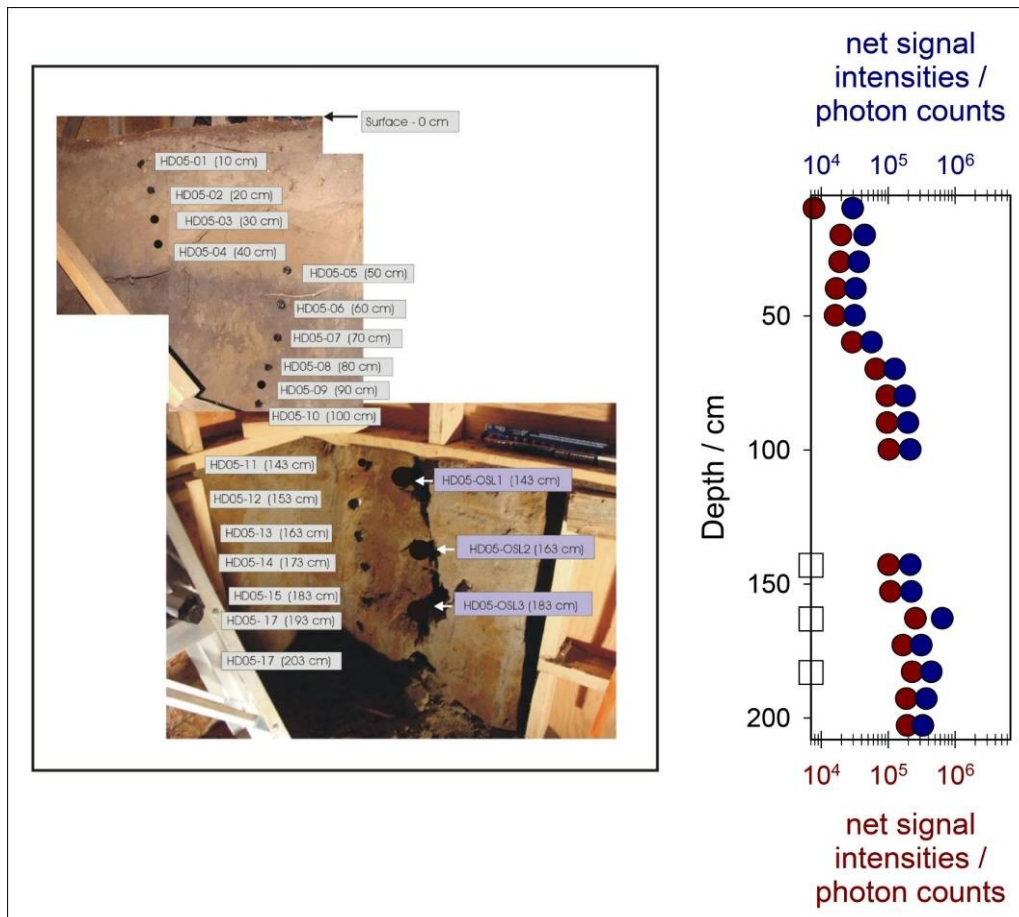 Surface - 0 cm
HD05-01 (10 cm)
HD05-02 (20 cm)
HD05-03 (30 cm)
HD05-04 (40 cm)
HD05-05 (50 cm)
HD05-06 (60 cm)
HD05-07 (70 cm)
HD05-08 (80 cm)
HD05-09 (90 cm)
HD05-10 (100 cm)
HD05-11 (143 cm)
HD05-12 (153 cm)
HD05-13 (163 cm)
HD05-14 (173 cm)
HD05-15 (183 cm)
HD05- 17 (193 cm)
HD05-17 (203 cm)
HD05-OSL1 (143 cm)
HD05-OSL2 (163 cm)
HD05-OSL3 (183 cm)
net signal
intensities /
photon counts
10⁴ 10⁵ 10⁶
Depth / cm
50
100
150
200
10⁴ 10⁵ 10⁶
net signal
intensities /
photon counts